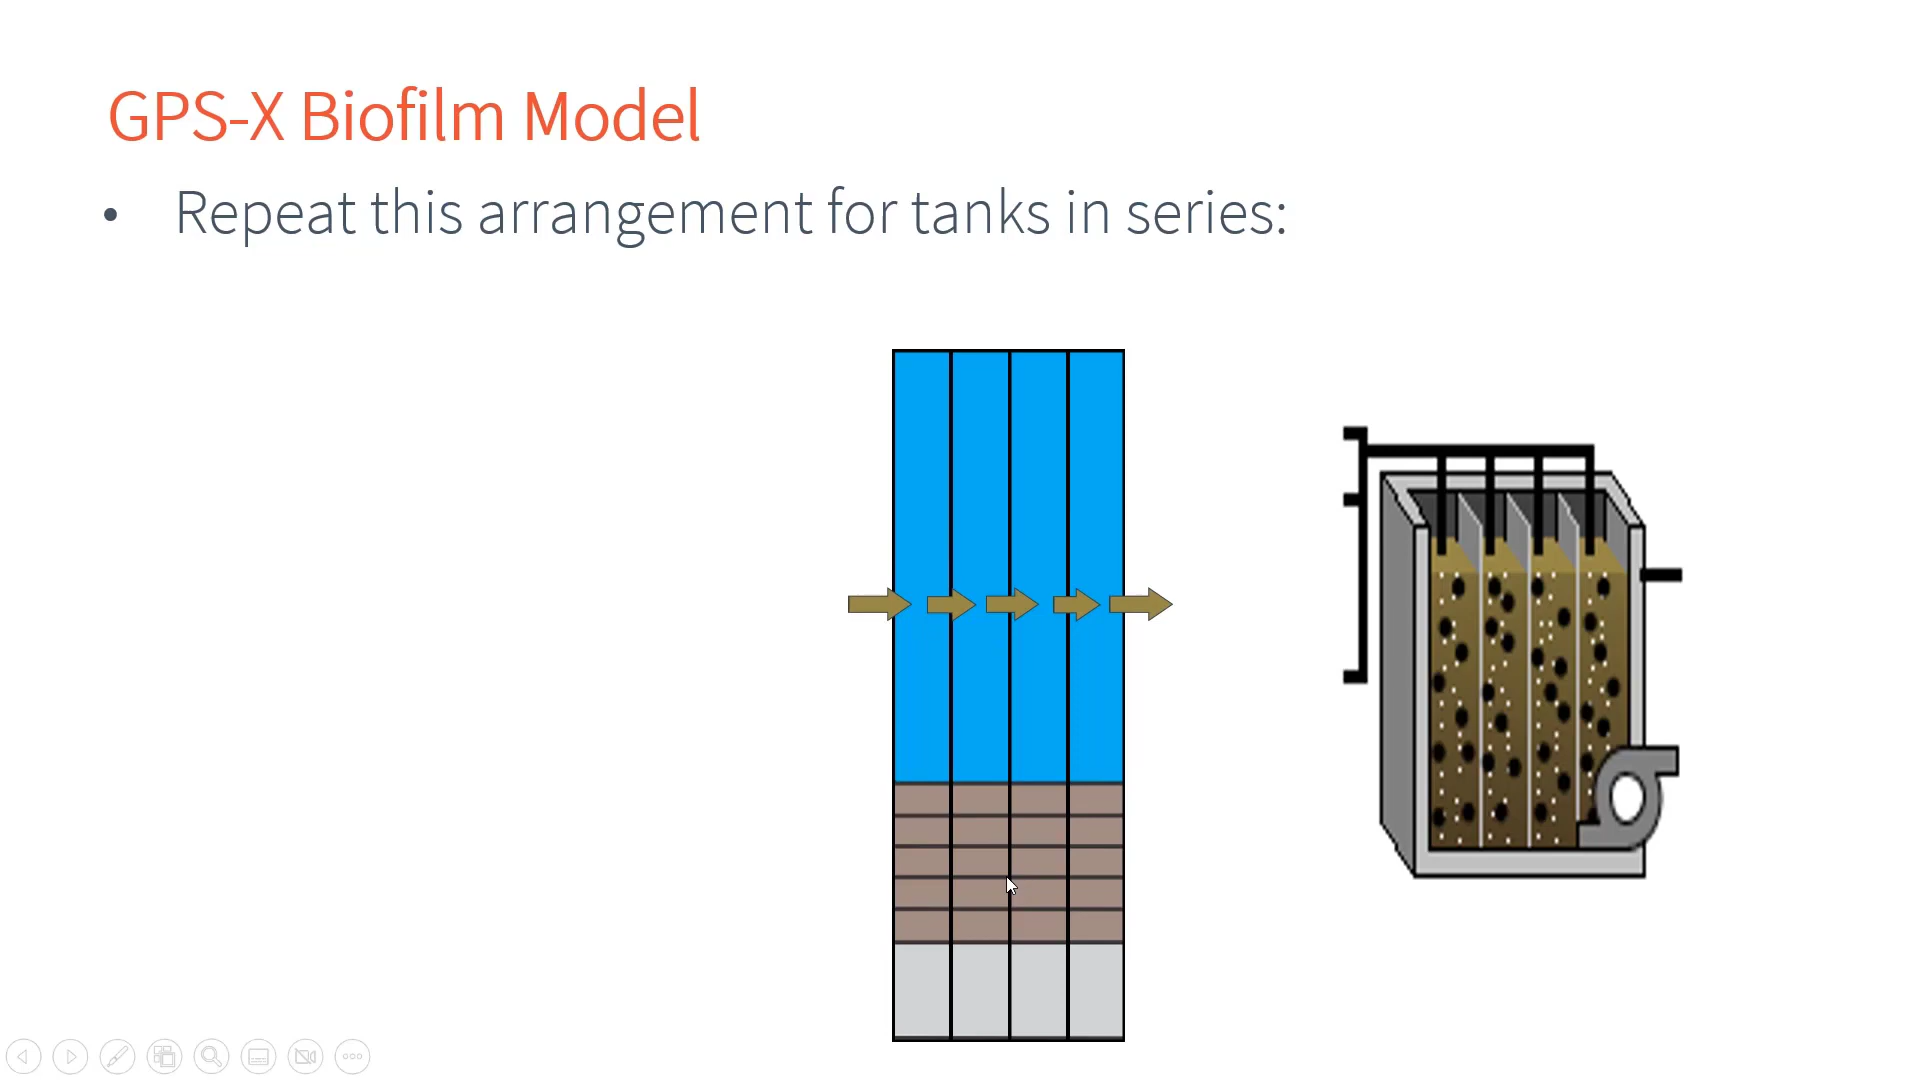 GPS-X Biofilm Model
• Repeat this arrangement for tanks in series: